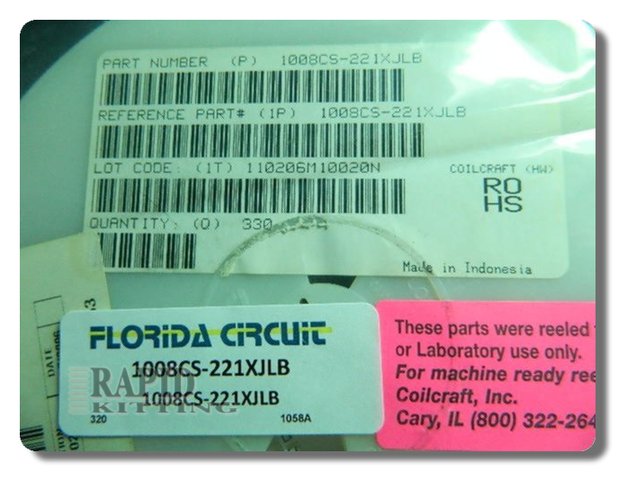 PART NUMBER (P) 1008CS-221XJLB
REFERENCE PART# (1P) 1008CS-221XJLB
LOT CODE: (1T) 110206M10020N
COILCRAFT (HW)
RO
HS
QUANTITY: (Q) 330
Made in Indonesia
DATE
FLORIDA CIRCUIT
1008CS-221XJLB
1008CS-221XJLB
RAPID
KITTING
320 1058A
These parts were reeled
or Laboratory use only.
For machine ready ree
Coilcraft, Inc.
Cary, IL (800) 322-264